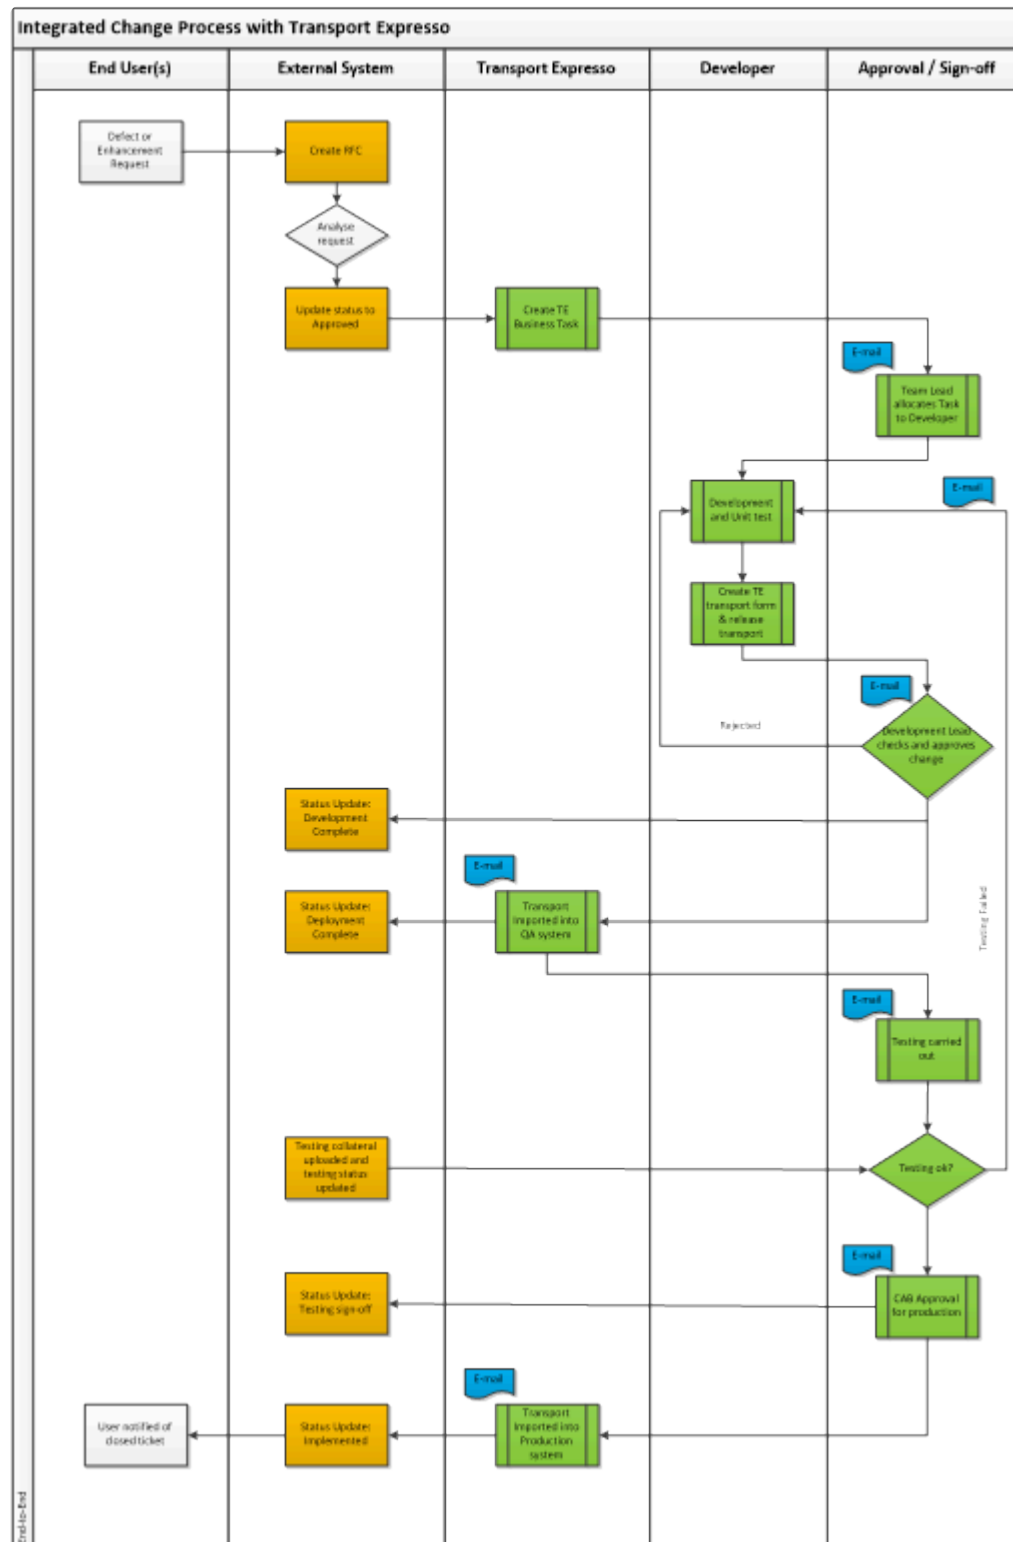 Integrated Change Process with Transport Expresso
End User(s)
External System
Transport Expresso
Developer
Approval / Sign-off
Defect or
Enhancement
Request
Create RFC
Analyse
request
Update status to
Approved
Create TE
Business Task
E-mail
Team Lead
allocates Task
to Developer
E-mail
Development
and Unit test
Create TE
transport form
& release
transport
E-mail
Rejected
Development Lead
checks and approves
change
Status Update:
Development
Complete
E-mail
Status Update:
Deployment
Complete
Transport
Imported into
QA system
Testing Failed
E-mail
Testing carried
out
Testing collateral
uploaded and
testing status
updated
Testing ok?
E-mail
Status Update:
Testing sign-off
CAB Approval
for production
E-mail
User notified of
closed ticket
Status Update:
Implemented
Transport
Imported into
Production
system
End-to-End